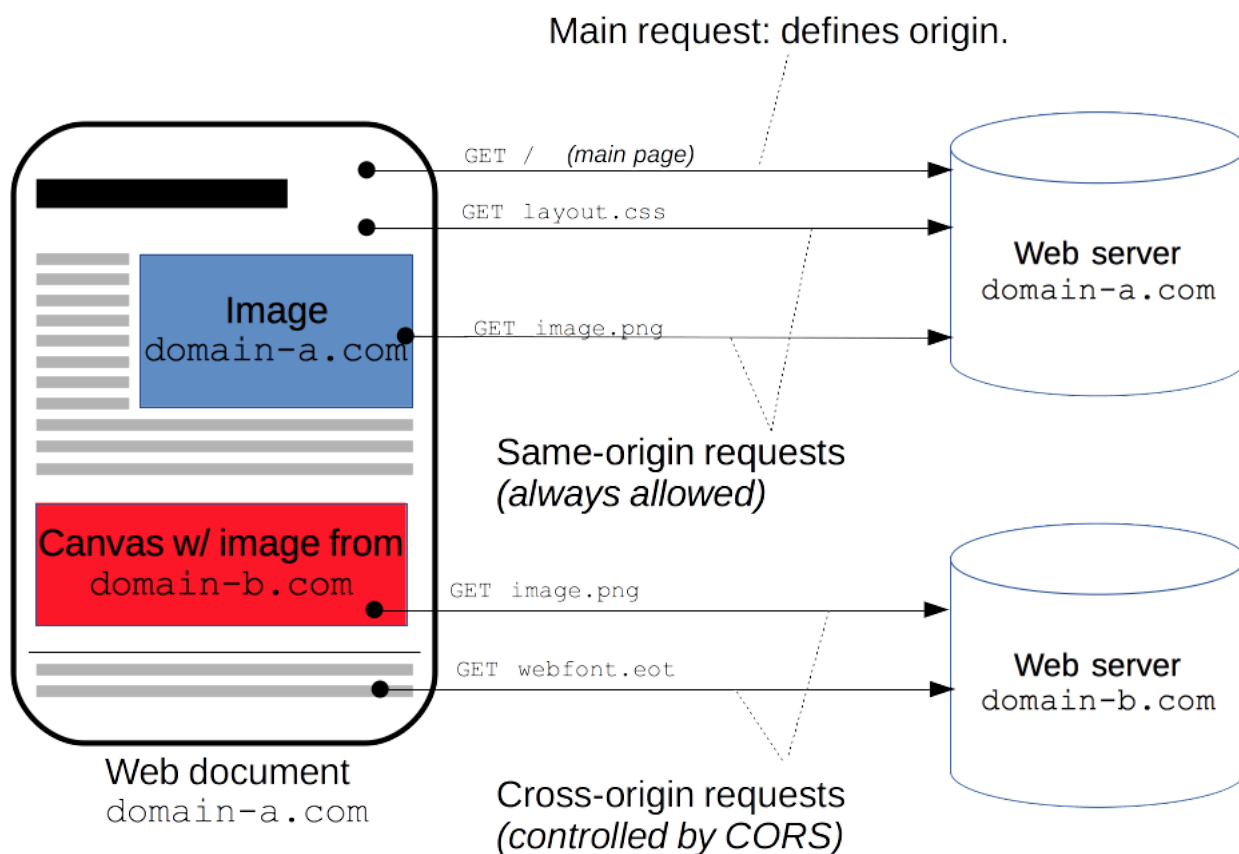 Main request: defines origin.
GET / (main page)
GET layout.css
Web server
domain-a.com
Image
domain-a.com
GET image.png
Same-origin requests
(always allowed)
Canvas w/ image from
domain-b.com
GET image.png
GET webfont.eot
Web server
domain-b.com
Web document
domain-a.com
Cross-origin requests
(controlled by CORS)